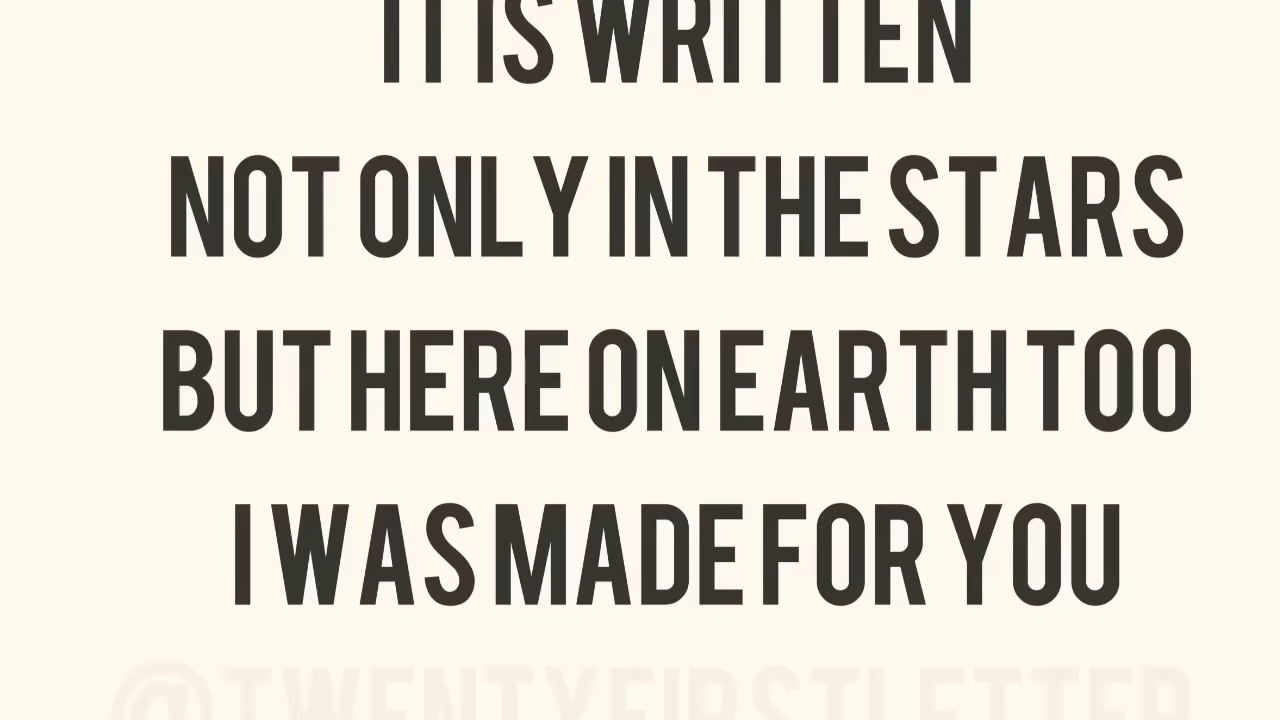 IT IS WRITTEN
NOT ONLY IN THE STARS
BUT HERE ON EARTH TOO
I WAS MADE FOR YOU
@TWENTYFIRSTLETTER